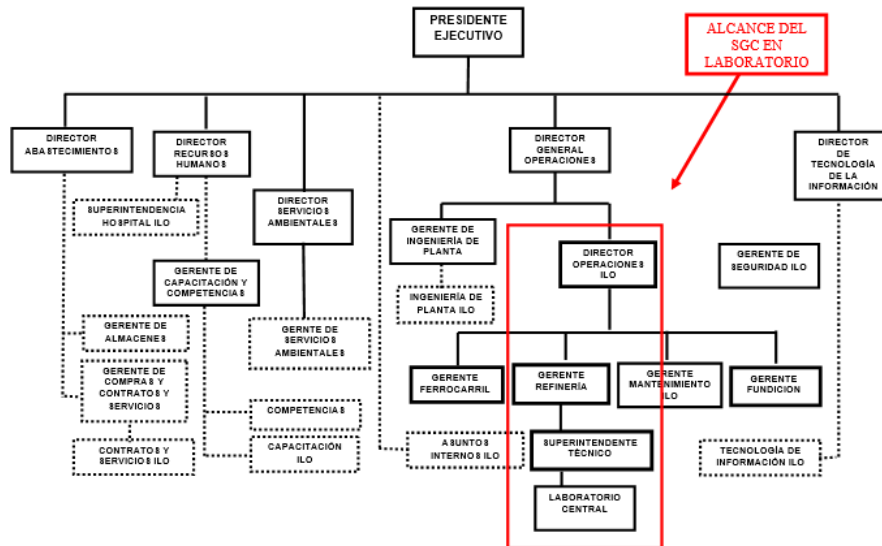 PRESIDENTE
EJECUTIVO
ALCANCE DEL
SGC EN
LABORATORIO
DIRECTOR
ABASTECIMIENTOS
DIRECTOR
RECURSOS
HUMANOS
DIRECTOR
GENERAL
OPERACIONES
DIRECTOR
DE
TECNOLOGÍA
DE LA
INFORMACIÓN
SUPERINTENDENCIA
HOSPITAL ILO
DIRECTOR
SERVICIOS
AMBIENTALES
GERENTE DE
INGENIERÍA DE
PLANTA
DIRECTOR
OPERACIONES
ILO
GERENTE DE
SEGURIDAD ILO
GERENTE DE
CAPACITACIÓN Y
COMPETENCIAS
INGENIERÍA DE
PLANTA ILO
GERENTE DE
ALMACENES
GERNTE DE
SERVICIOS
AMBIENTALES
GERENTE DE
COMPRAS Y
CONTRATOS Y
SERVICIOS
GERENTE
FERROCARRIL
GERENTE
REFINERÍA
GERENTE
MANTENIMIENTO
ILO
GERENTE
FUNDICION
COMPETENCIAS
CONTRATOS Y
SERVICIOS ILO
CAPACITACIÓN
ILO
ASUNTOS
INTERNOS ILO
SUPERINTENDENTE
TÈCNICO
TECNOLOGÍA DE
INFORMACIÓN ILO
LABORATORIO
CENTRAL